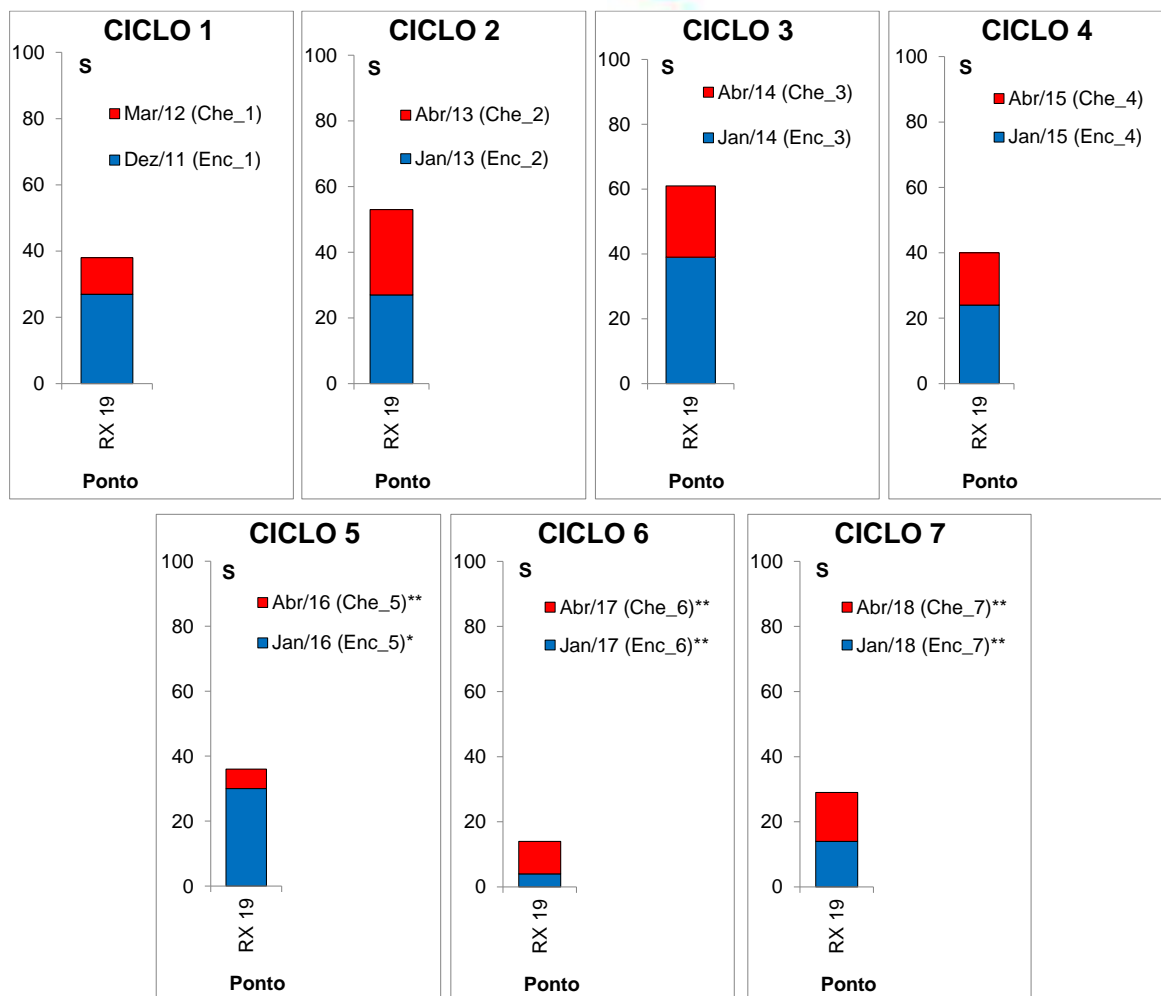 CICLO 1
100
80
60
40
20
0
S
Mar/12 (Che_1)
Dez/11 (Enc_1)
RX 19
Ponto
CICLO 2
100
80
60
40
20
0
S
Abr/13 (Che_2)
Jan/13 (Enc_2)
RX 19
Ponto
CICLO 3
100
80
60
40
20
0
S
Abr/14 (Che_3)
Jan/14 (Enc_3)
RX 19
Ponto
CICLO 4
100
80
60
40
20
0
S
Abr/15 (Che_4)
Jan/15 (Enc_4)
RX 19
Ponto
CICLO 5
100
80
60
40
20
0
S
Abr/16 (Che_5)**
Jan/16 (Enc_5)*
RX 19
Ponto
CICLO 6
100
80
60
40
20
0
S
Abr/17 (Che_6)**
Jan/17 (Enc_6)**
RX 19
Ponto
CICLO 7
100
80
60
40
20
0
S
Abr/18 (Che_7)**
Jan/18 (Enc_7)**
RX 19
Ponto